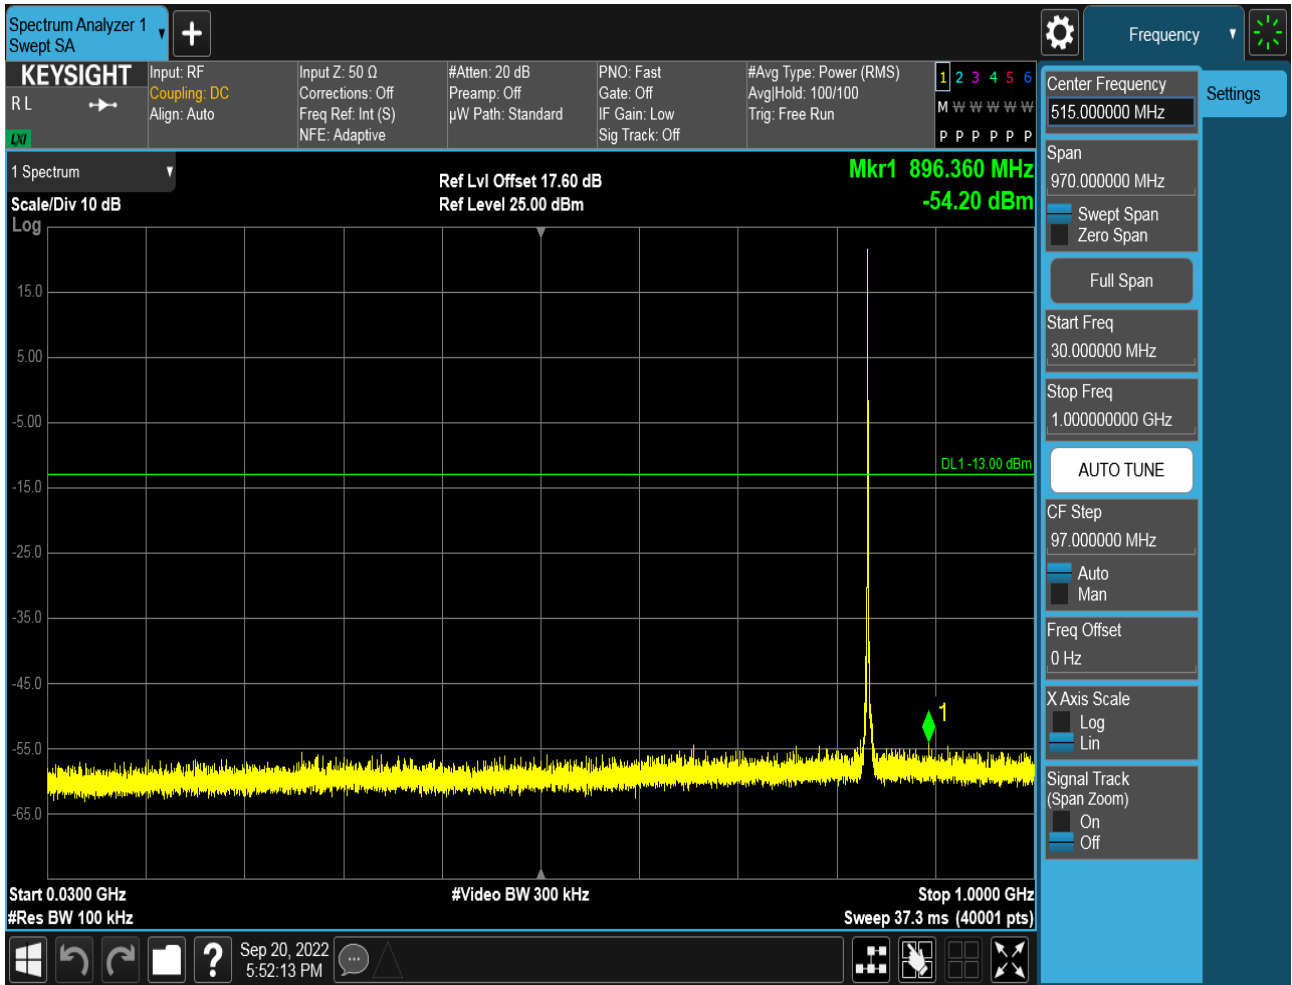 Spectrum Analyzer 1
Swept SA
+
Frequency
KEYSIGHT
R L
LXI
Input: RF
Coupling: DC
Align: Auto
Input Z: 50 Ω
Corrections: Off
Freq Ref: Int (S)
NFE: Adaptive
#Atten: 20 dB
Preamp: Off
µW Path: Standard
PNO: Fast
Gate: Off
IF Gain: Low
Sig Track: Off
#Avg Type: Power (RMS)
Avg|Hold: 100/100
Trig: Free Run
1 2 3 4 5 6
M W W W W W
P P P P P P
1 Spectrum
Scale/Div 10 dB
Log
Ref Lvl Offset 17.60 dB
Ref Level 25.00 dBm
Mkr1 896.360 MHz
-54.20 dBm
15.0
5.00
-5.00
DL1 -13.00 dBm
-15.0
-25.0
-35.0
-45.0
1
-55.0
-65.0
Start 0.0300 GHz
#Video BW 300 kHz
Stop 1.0000 GHz
#Res BW 100 kHz
Sweep 37.3 ms (40001 pts)
?
Sep 20, 2022
5:52:13 PM
Center Frequency
515.000000 MHz
Settings
Span
970.000000 MHz
Swept Span
Zero Span
Full Span
Start Freq
30.000000 MHz
Stop Freq
1.000000000 GHz
AUTO TUNE
CF Step
97.000000 MHz
Auto
Man
Freq Offset
0 Hz
X Axis Scale
Log
Lin
Signal Track
(Span Zoom)
On
Off